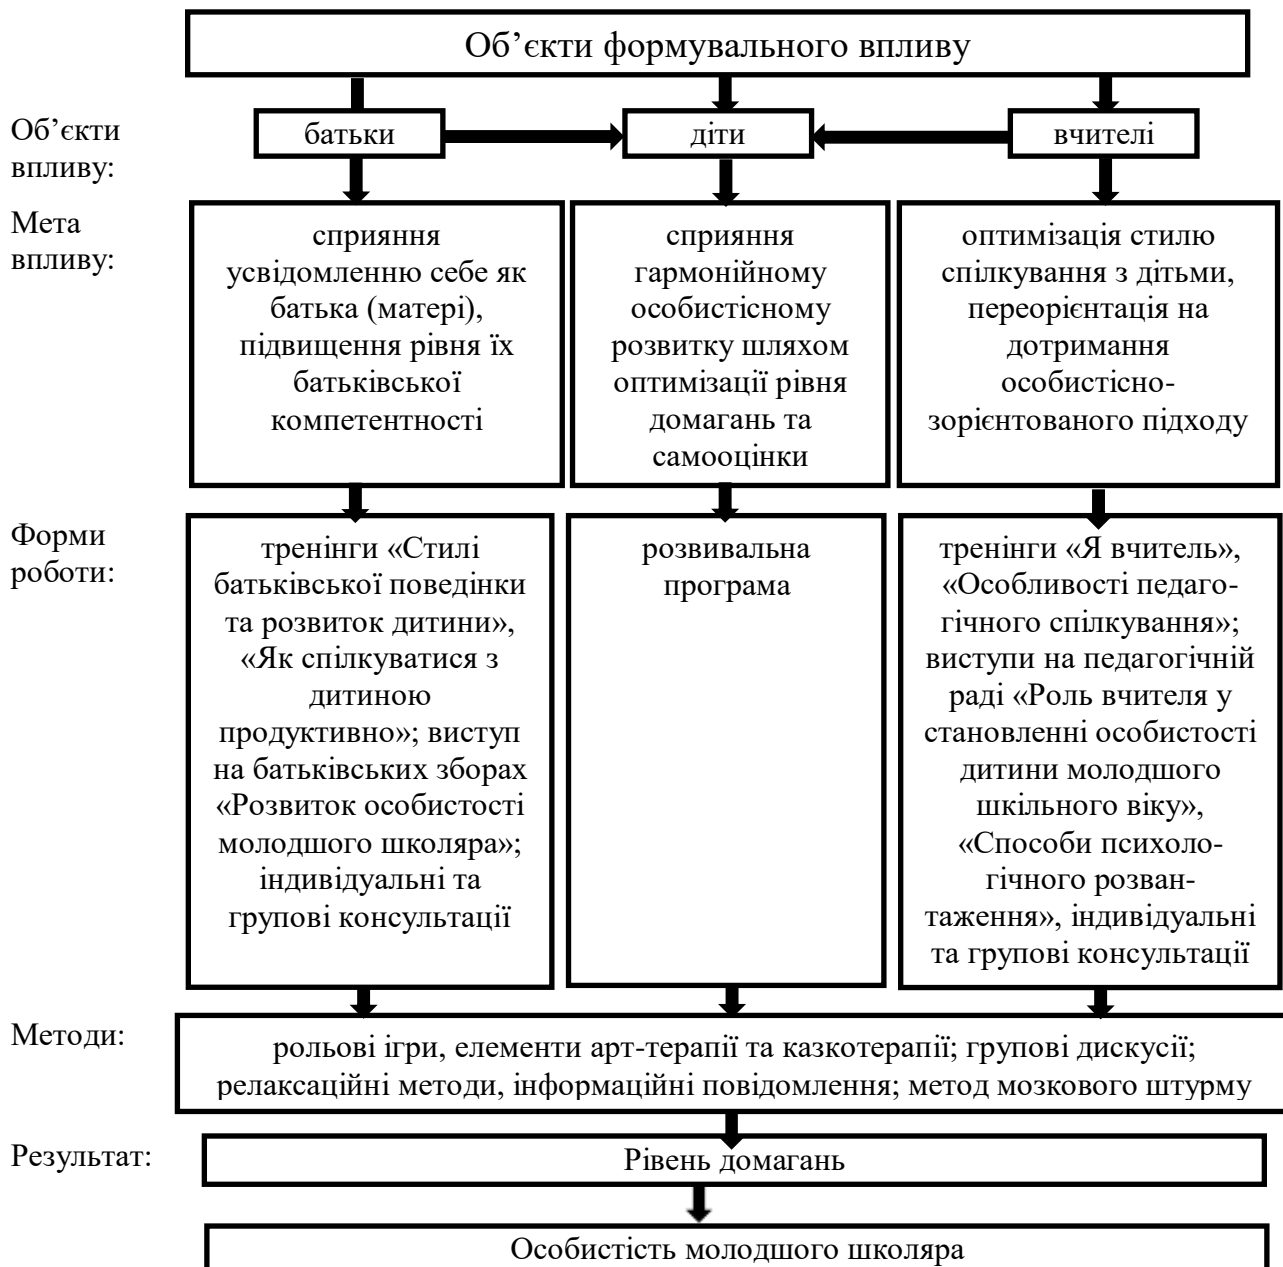 Об’єкти формувального впливу
Об’єкти
впливу:
батьки
діти
вчителі
Мета
впливу:
сприяння
усвідомленню себе як
батька (матері),
підвищення рівня їх
батьківської
компетентності
сприяння
гармонійному
особистісному
розвитку шляхом
оптимізації рівня
домагань та
самооцінки
оптимізація стилю
спілкування з дітьми,
переорієнтація на
дотримання
особистісно-
зорієнтованого підходу
Форми
роботи:
тренінги «Стилі
батьківської поведінки
та розвиток дитини»,
«Як спілкуватися з
дитиною
продуктивно»; виступ
на батьківських зборах
«Розвиток особистості
молодшого школяра»;
індивідуальні та
групові консультації
розвивальна
програма
тренінги «Я вчитель»,
«Особливості педаго-
гічного спілкування»;
виступи на педагогічній
раді «Роль вчителя у
становленні особистості
дитини молодшого
шкільного віку»,
«Способи психоло-
гічного розван-
таження», індивідуальні
та групові консультації
Методи:
рольові ігри, елементи арт-терапії та казкотерапії; групові дискусії;
релаксаційні методи, інформаційні повідомлення; метод мозкового штурму
Результат:
Рівень домагань
Особистість молодшого школяра